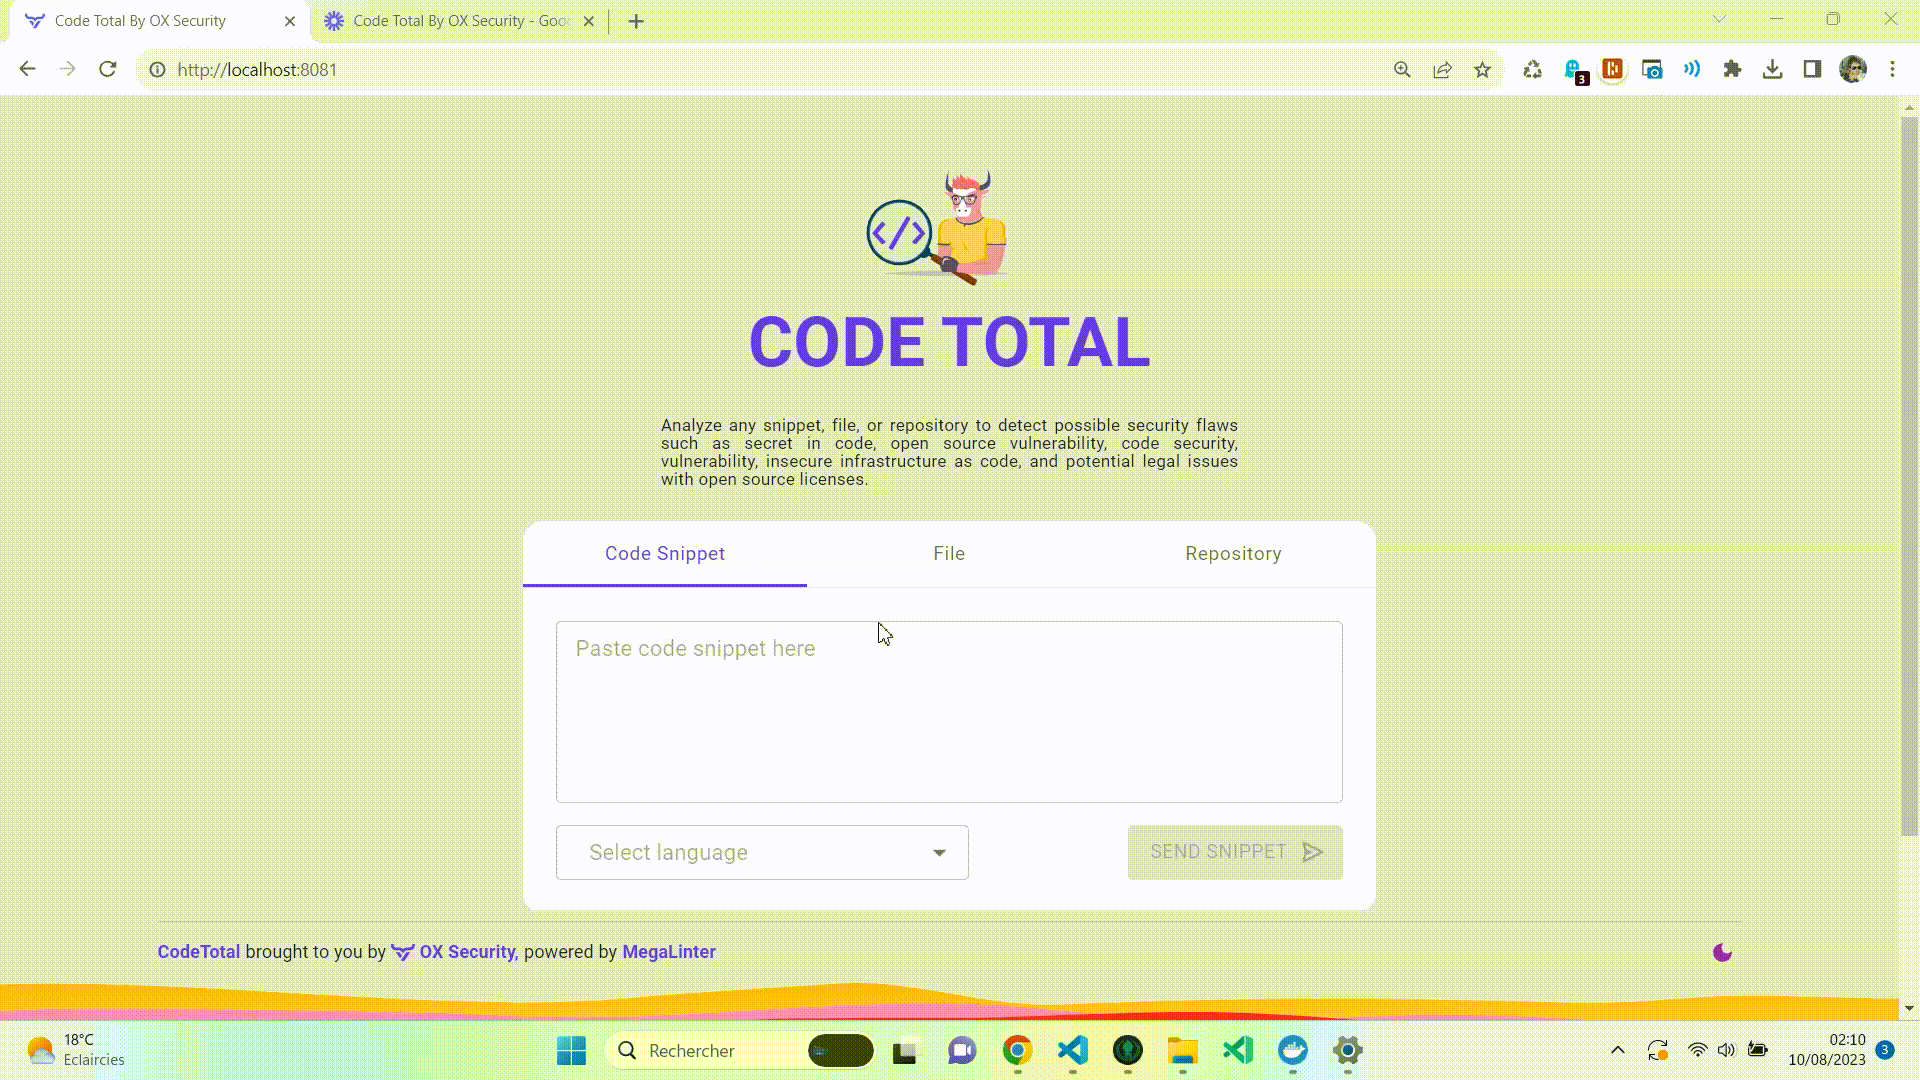 Code Total By OX Security
Code Total By OX Security - Goo
http://localhost:8081
3
</>
CODE TOTAL
Analyze any snippet, file, or repository to detect possible security flaws
such as secret in code, open source vulnerability, code security,
vulnerability, insecure infrastructure as code, and potential legal issues
with open source licenses.
Code Snippet
File
Repository
Paste code snippet here
Select language
SEND SNIPPET
CodeTotal brought to you by OX Security, powered by MegaLinter
18°C
Eclaircies
Rechercher
02:10
10/08/2023
3